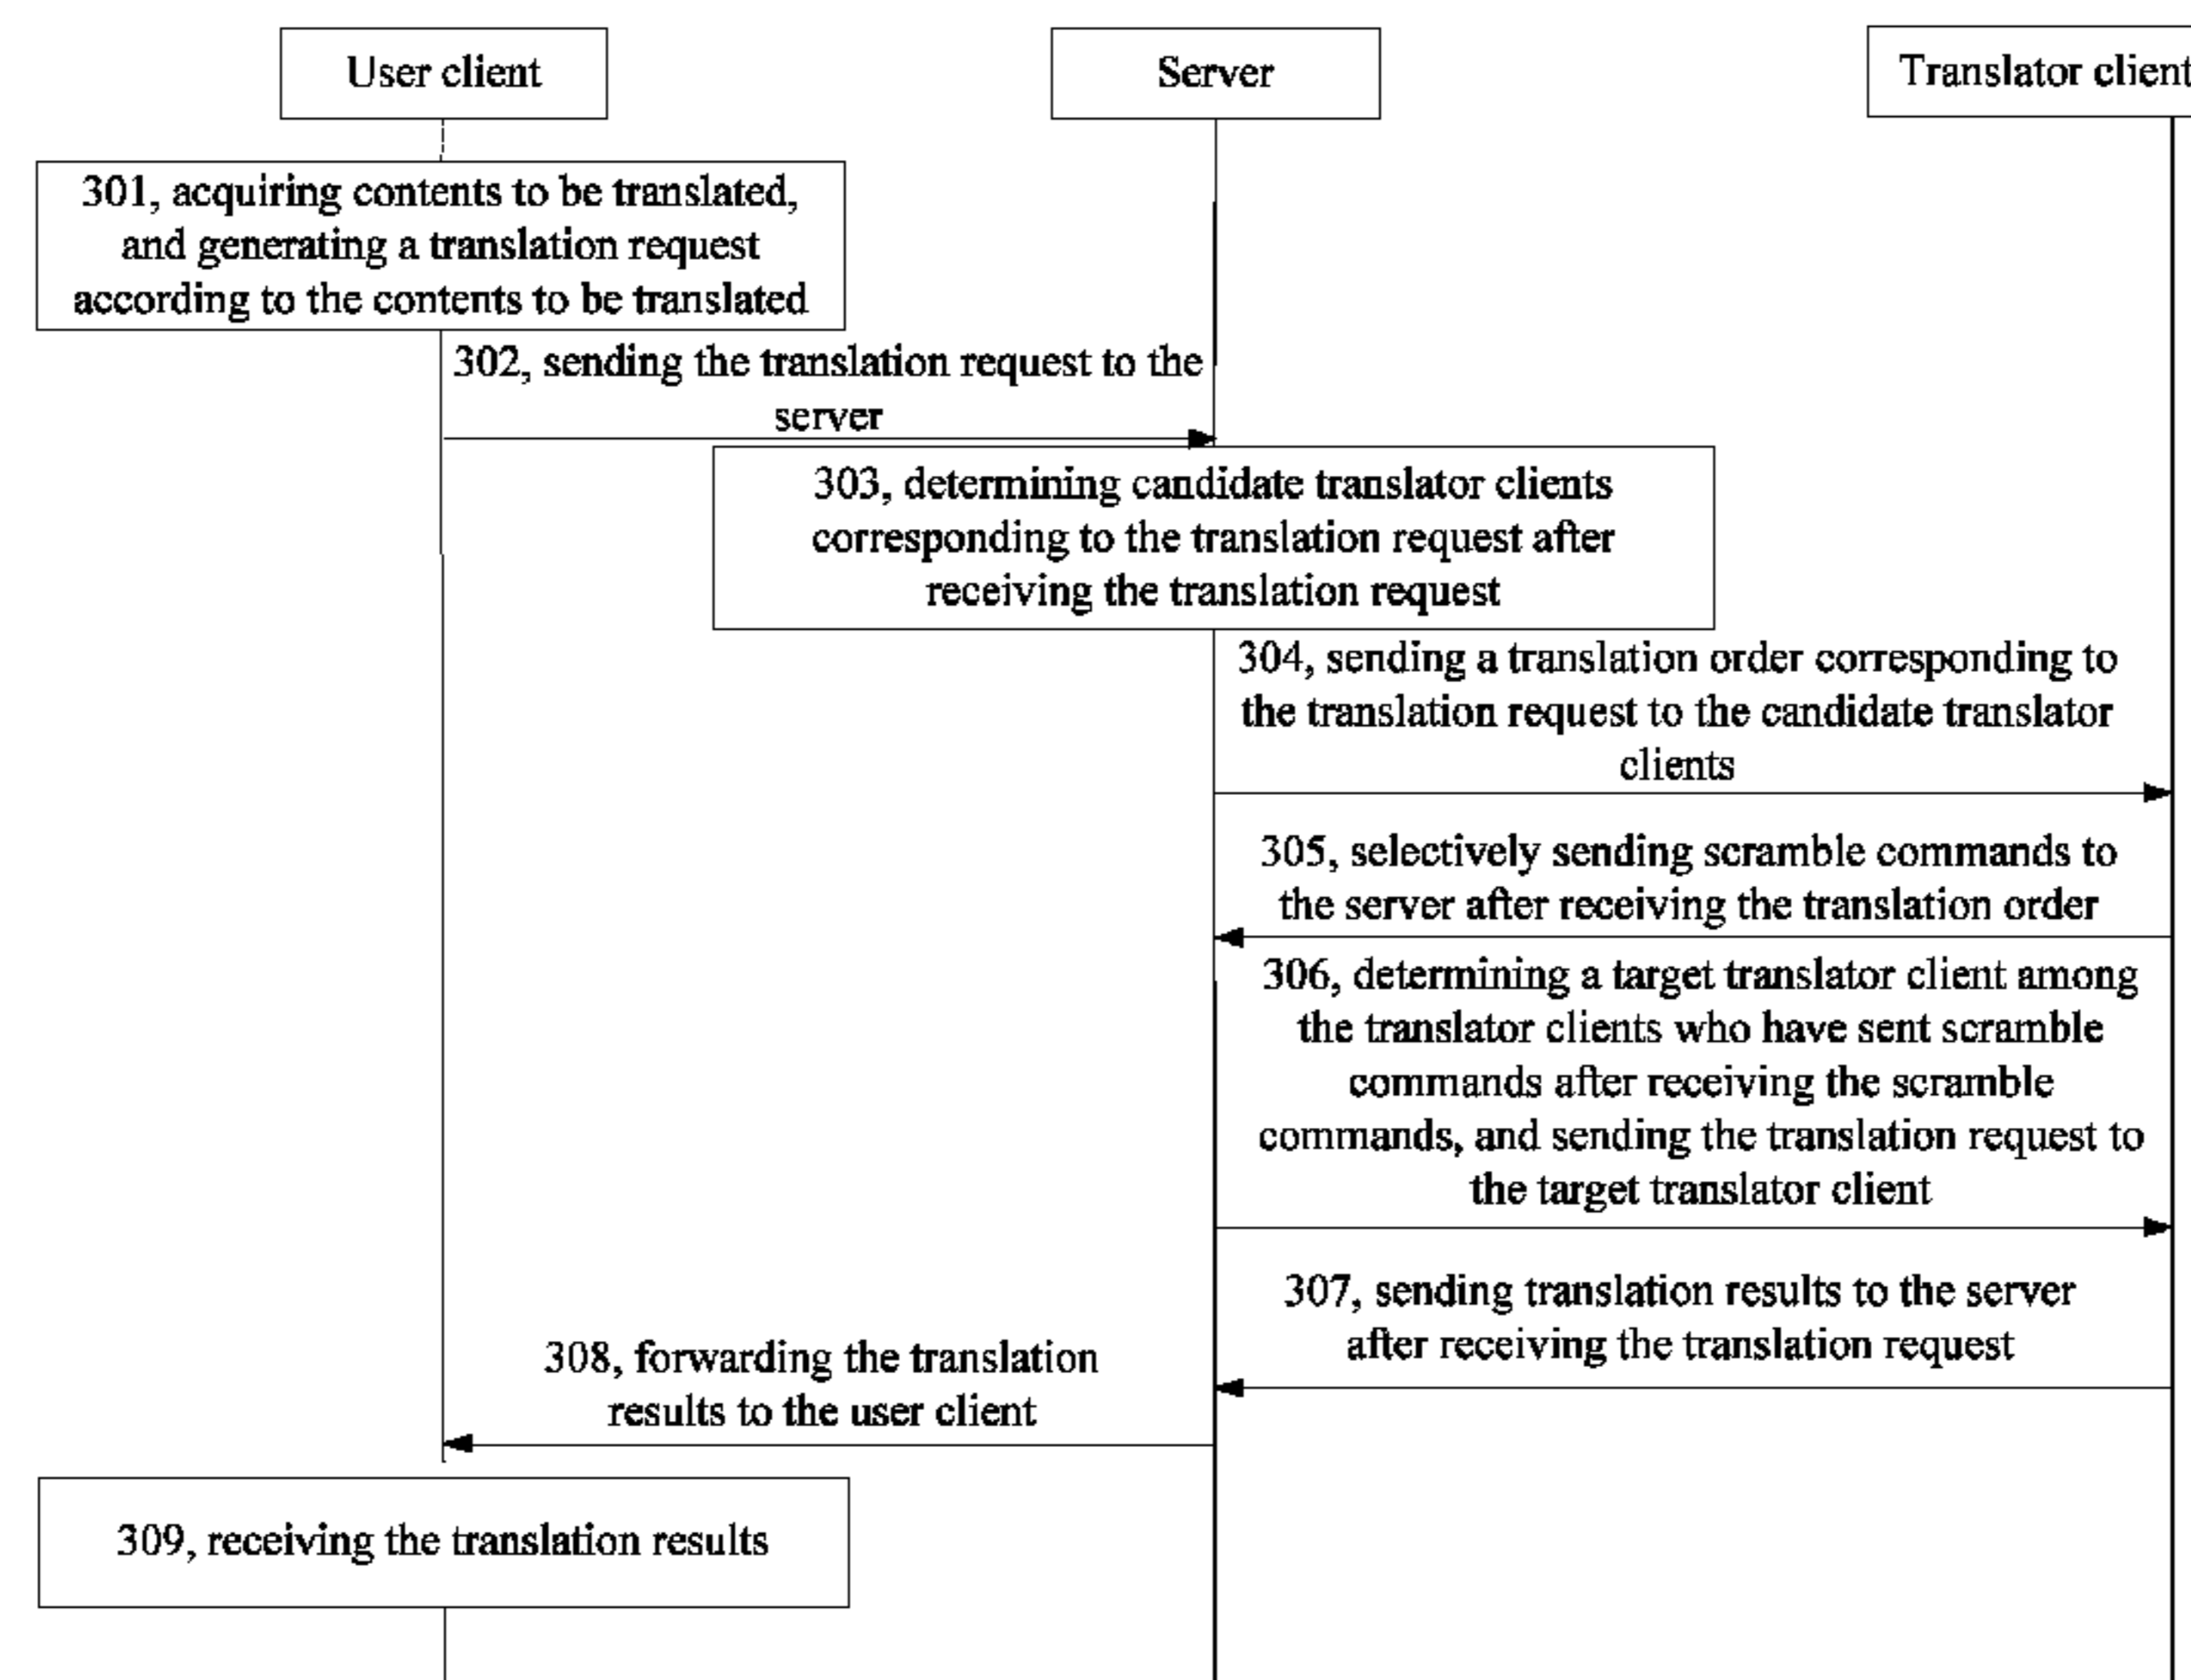 User client
Server
Translator client
301, acquiring contents to be translated,
and generating a translation request
according to the contents to be translated
302, sending the translation request to the
server
303, determining candidate translator clients
corresponding to the translation request after
receiving the translation request
304, sending a translation order corresponding to
the translation request to the candidate translator
clients
305, selectively sending scramble commands to
the server after receiving the translation order
306, determining a target translator client among
the translator clients who have sent scramble
commands after receiving the scramble
commands, and sending the translation request to
the target translator client
307, sending translation results to the server
after receiving the translation request
308, forwarding the translation
results to the user client
309, receiving the translation results